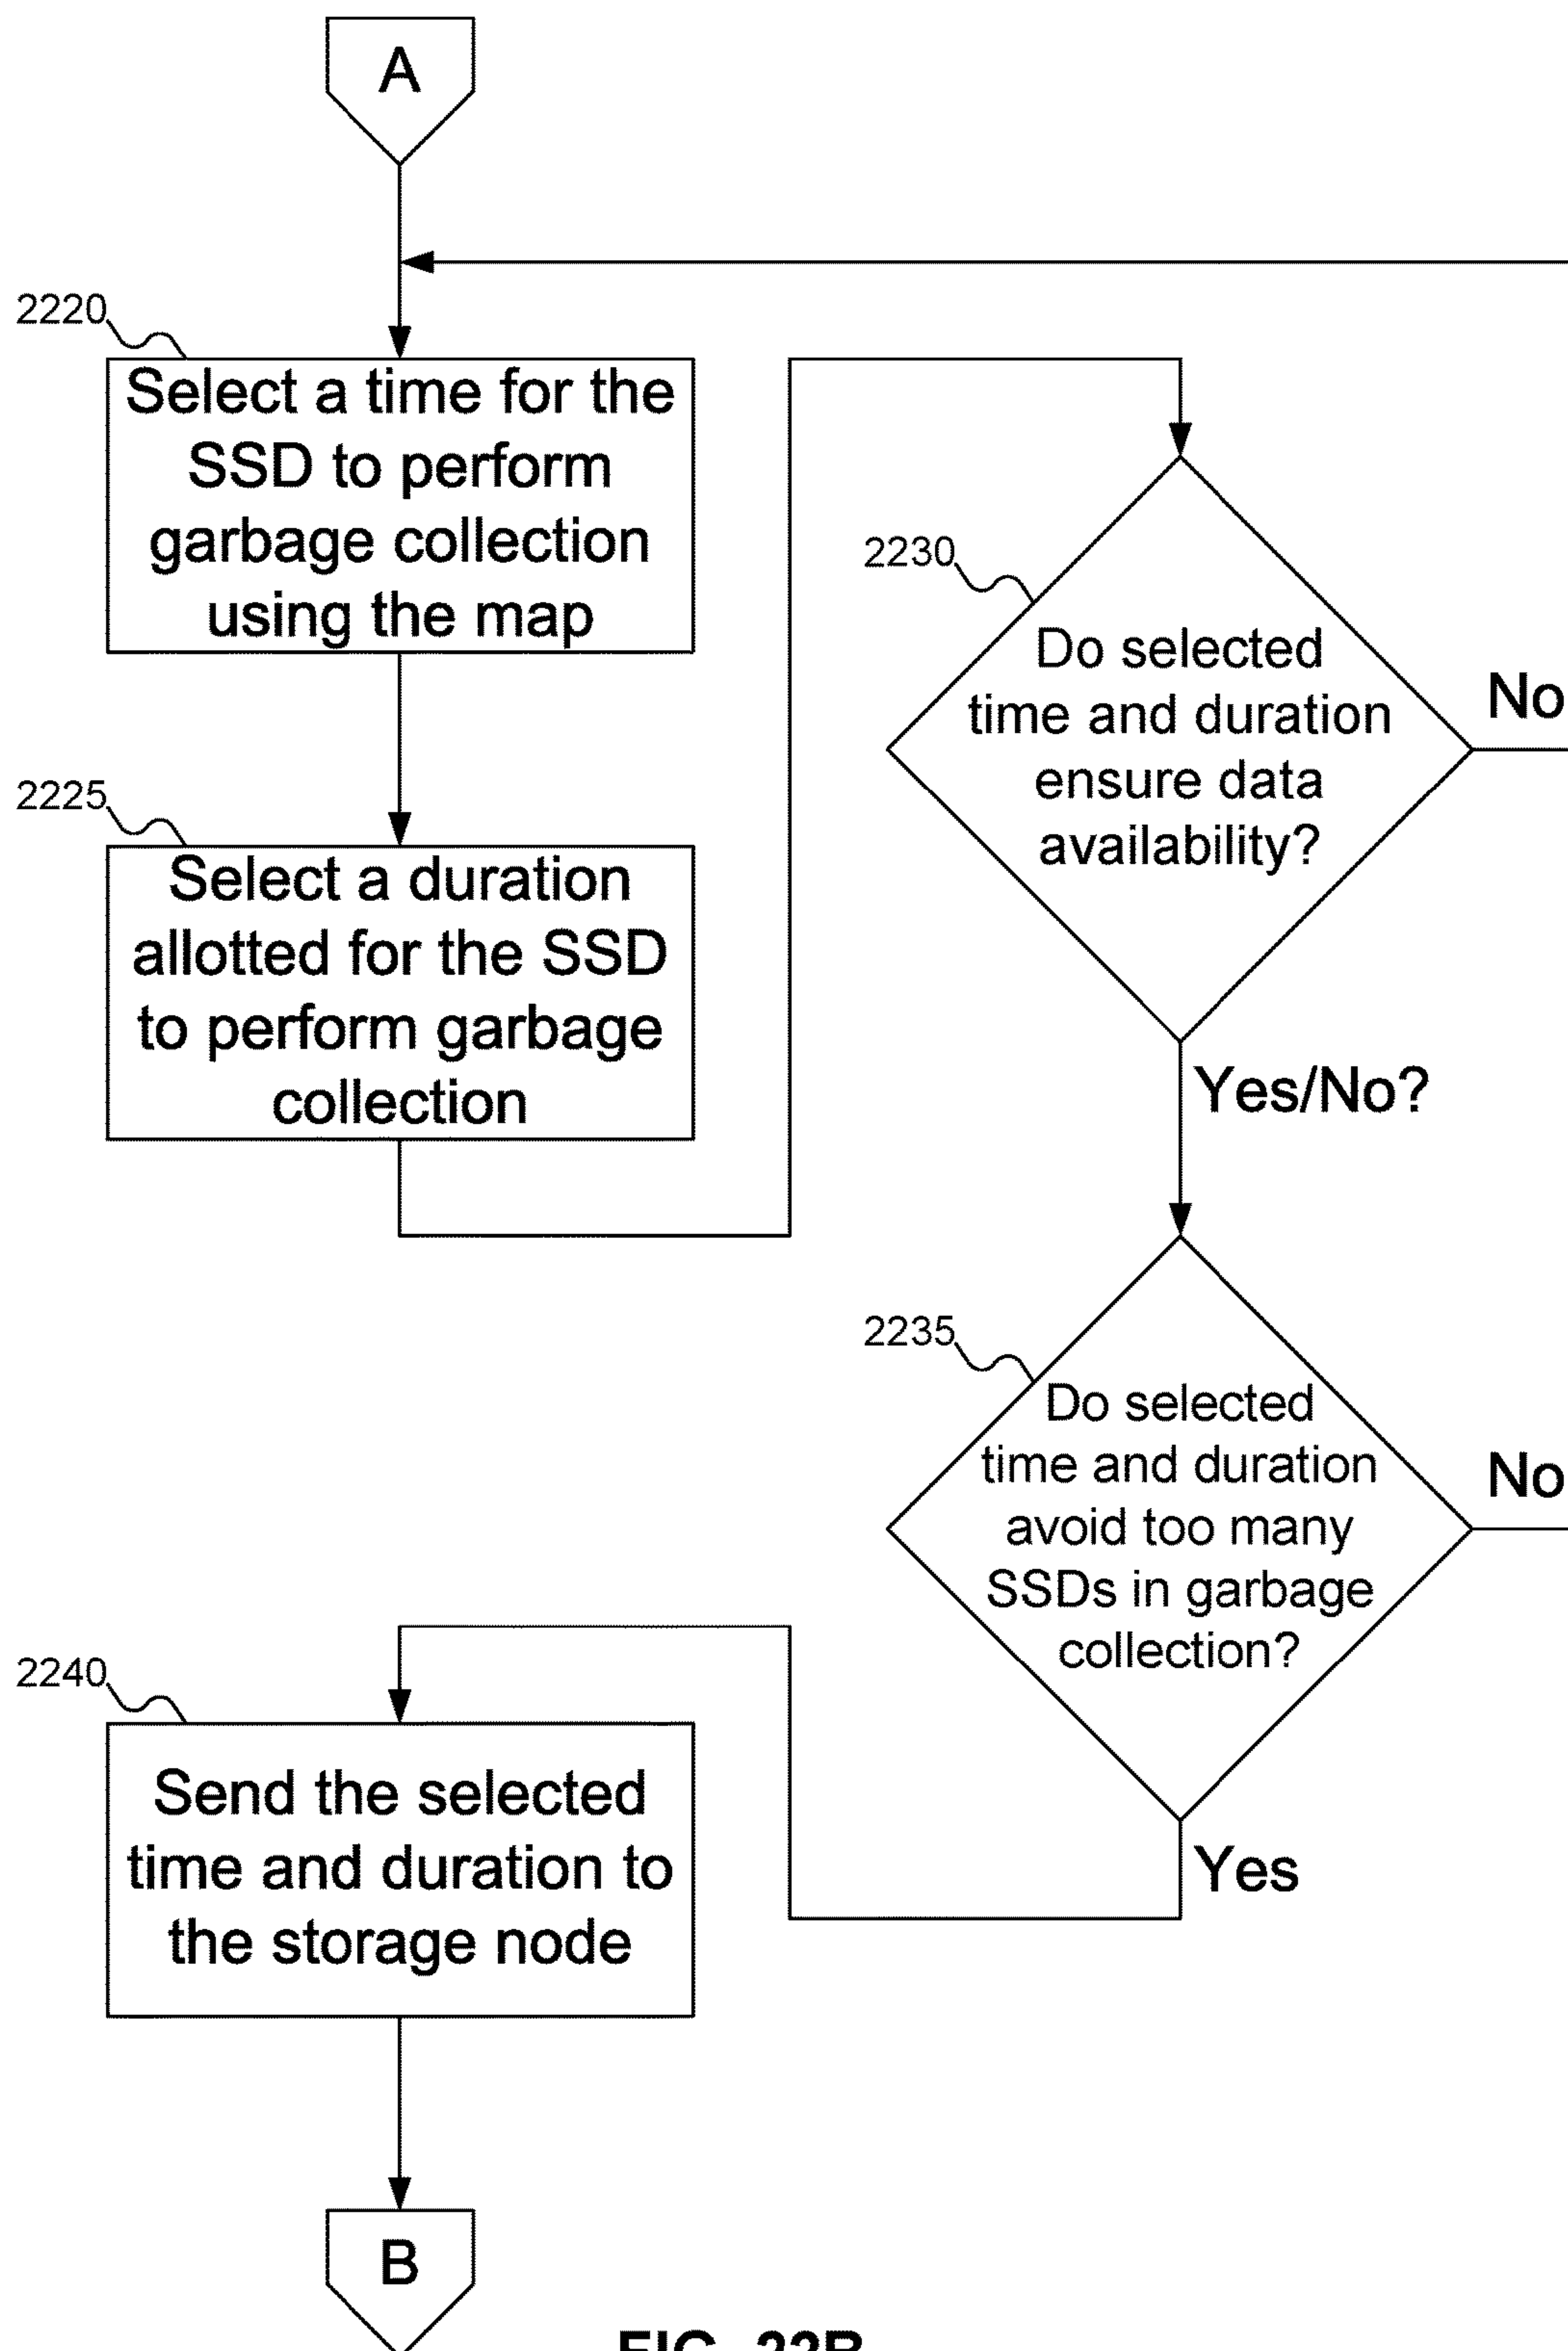 A
2220
Select a time for the
SSD to perform
garbage collection
using the map
2225
Select a duration
allotted for the SSD
to perform garbage
collection
2230
Do selected
time and duration
ensure data
availability?
No
Yes/No?
2235
Do selected
time and duration
avoid too many
SSDs in garbage
collection?
No
Yes
2240
Send the selected
time and duration to
the storage node
B
FIG. 22B